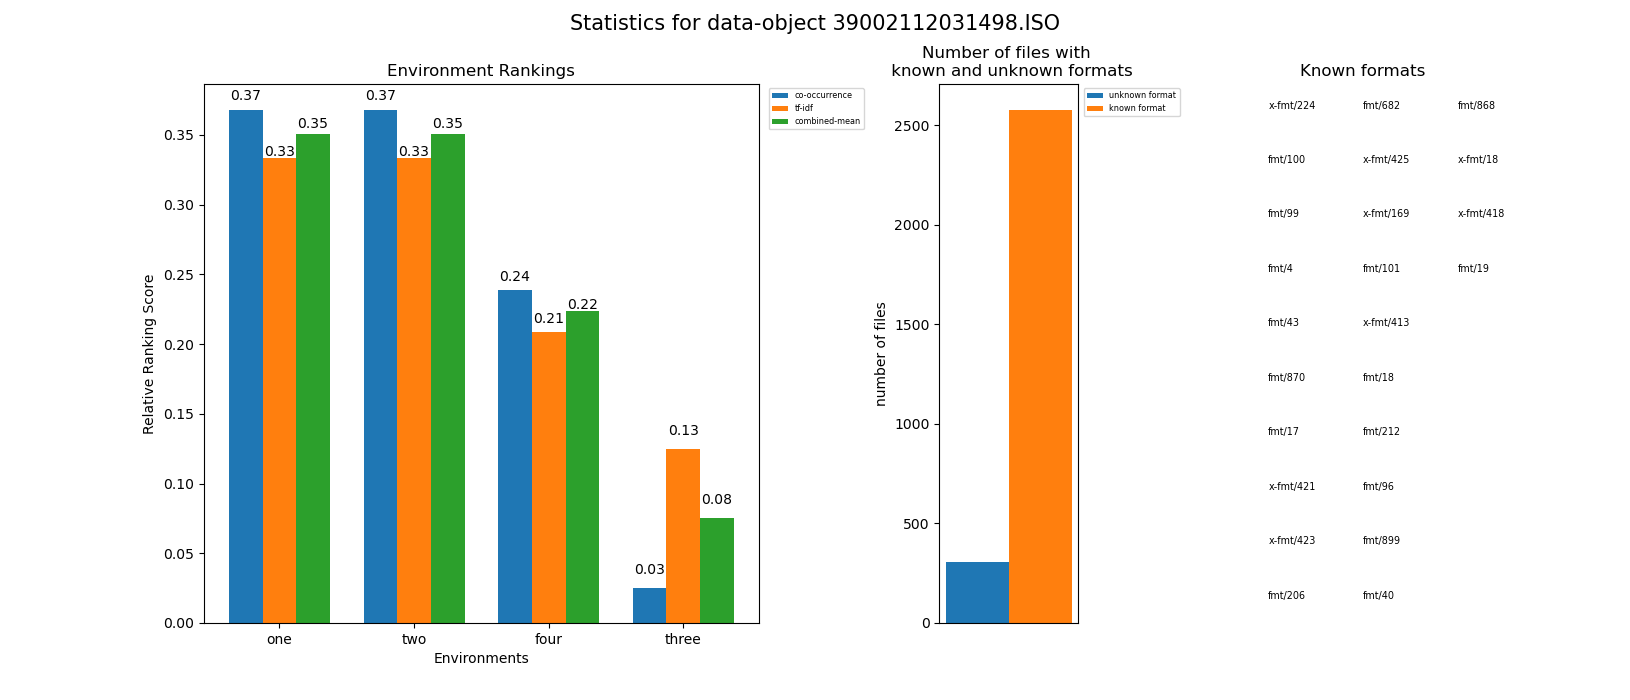 Statistics for data-object 39002112031498.ISO
Environment Rankings
0.37
0.33
0.35
0.37
0.33
0.35
0.24
0.21
0.22
0.03
0.13
0.08
co-occurrence
tf-idf
combined-mean
Relative Ranking Score
0.35
0.30
0.25
0.20
0.15
0.10
0.05
0.00
one two four three
Environments
Number of files with
known and unknown formats
unknown format
known format
number of files
2500
2000
1500
1000
500
0
Known formats
x-fmt/224 fmt/682 fmt/868
fmt/100 x-fmt/425 x-fmt/18
fmt/99 x-fmt/169 x-fmt/418
fmt/4 fmt/101 fmt/19
fmt/43 x-fmt/413
fmt/870 fmt/18
fmt/17 fmt/212
x-fmt/421 fmt/96
x-fmt/423 fmt/899
fmt/206 fmt/40